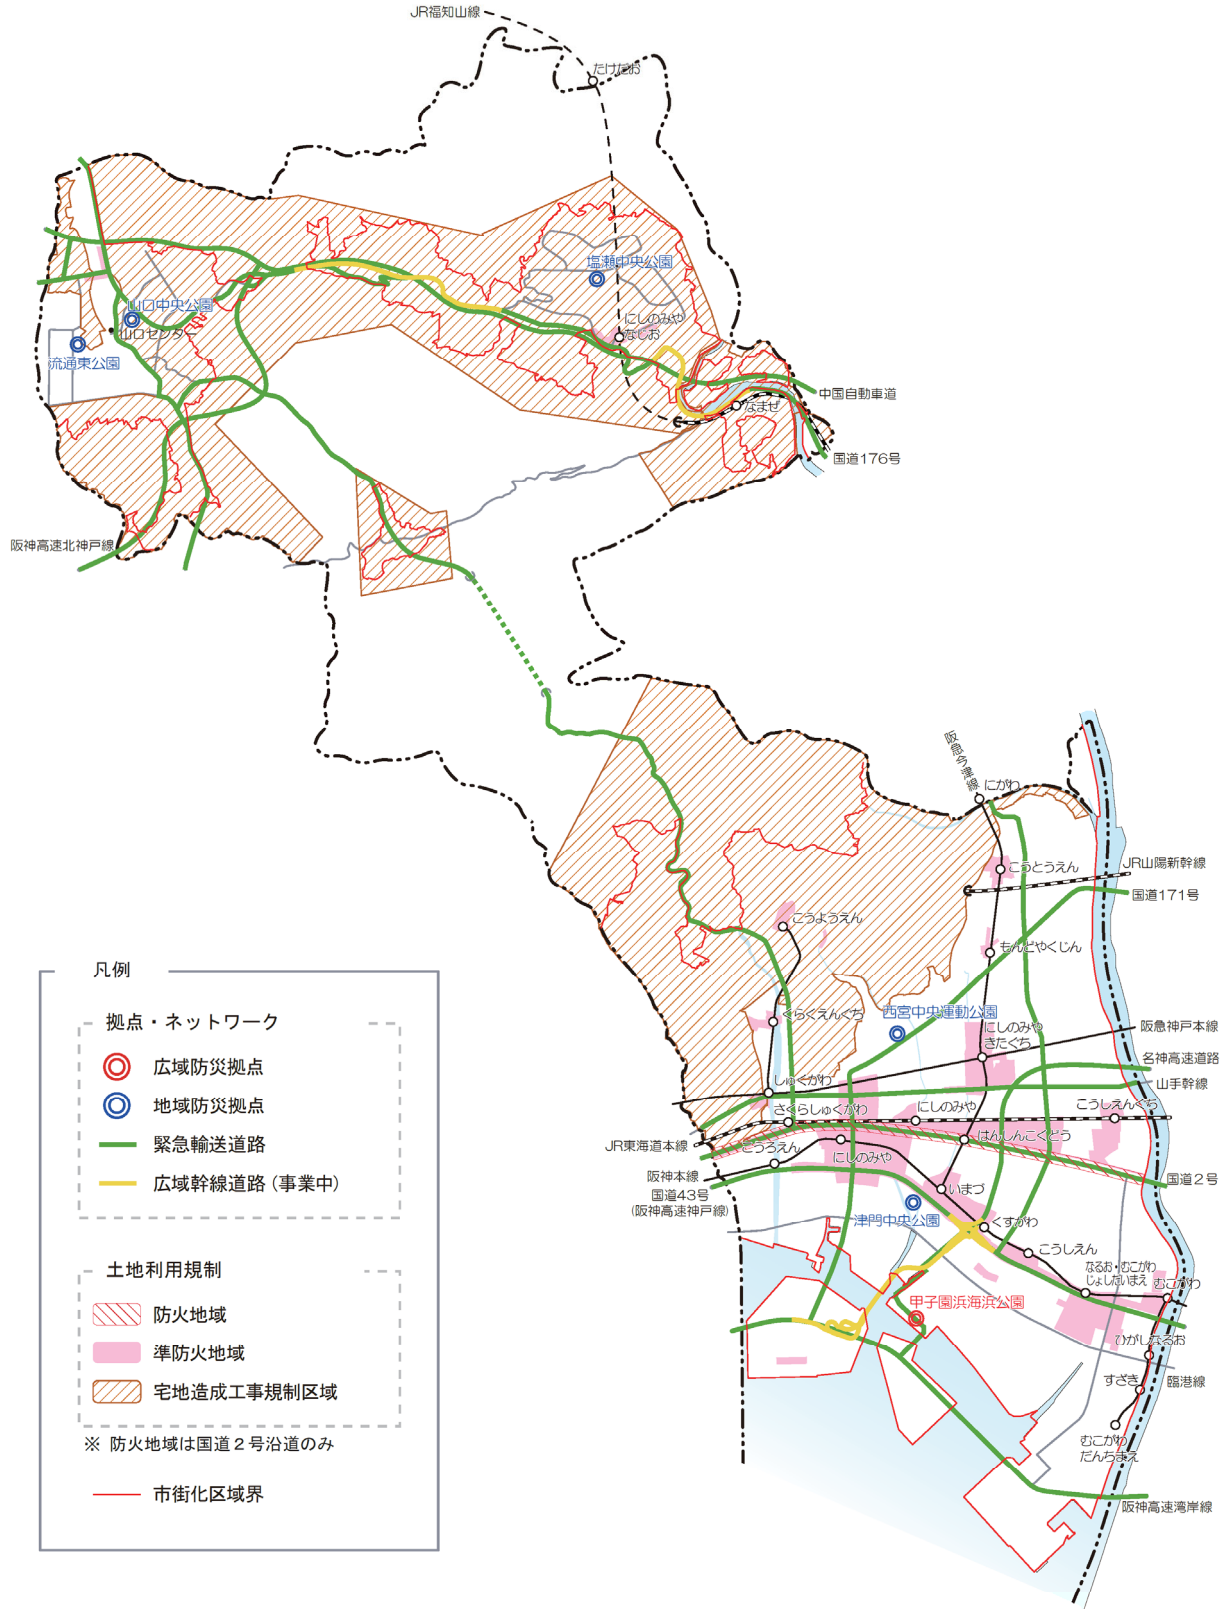 JR福知山線
たけだお
塩瀬中央公園
にしのみや
なじお
山口中央公園
山口センター
流通東公園
中国自動車道
なまぜ
国道176号
阪神高速北神戸線
阪急今津線
にがわ
こうとうえん
JR山陽新幹線
国道171号
こうようえん
もんどやくじん
くらくえんぐち
西宮中央運動公園
にしのみや
きたぐち
阪急神戸本線
名神高速道路
しゅくがわ
山手幹線
さくらしゅくがわ
にしのみや
こうしえんぐち
JR東海道本線
こうろえん
にしのみや
はんしんこくどう
阪神本線
国道2号
国道43号
(阪神高速神戸線)
いまづ
津門中央公園
くすがわ
こうしえん
なるお・むこがわ
じょしだいまえ
むこがわ
甲子園浜海浜公園
ひがしなるお
すざき
臨港線
むこがわ
だんちまえ
阪神高速湾岸線
凡例
拠点・ネットワーク
広域防災拠点
地域防災拠点
緊急輸送道路
広域幹線道路(事業中)
土地利用規制
防火地域
準防火地域
宅地造成工事規制区域
※ 防火地域は国道2号沿道のみ
市街化区域界